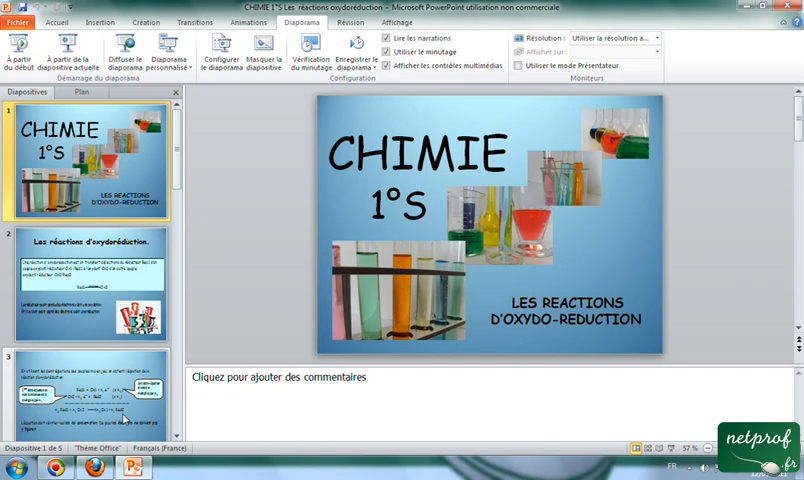 CHIMIE 1°S Les réactions oxydoréduction - Microsoft PowerPoint utilisation non commerciale
Fichier Accueil Insertion Création Transitions Animations Diaporama Révision Affichage
À partir du début
À partir de la diapositive actuelle
Diffuser le diaporama
Diaporama personnalisé
Démarrage du diaporama
Configurer le diaporama
Masquer la diapositive
Vérification du minutage
Enregistrer le diaporama
Lire les narrations
Utiliser le minutage
Afficher les contrôles multimédias
Configuration
Résolution : Utiliser la résolution a...
Afficher sur :
Utiliser le mode Présentateur
Moniteurs
Diapositives Plan
1
CHIMIE
1°S
LES REACTIONS
D'OXYDO-REDUCTION
2
Les réactions d'oxydoréduction.
3
CHIMIE
1°S
LES REACTIONS
D'OXYDO-REDUCTION
Cliquez pour ajouter des commentaires
Diapositive 1 de 5 "Thème Office" Français (France) 57 %
FR
netprof
.fr